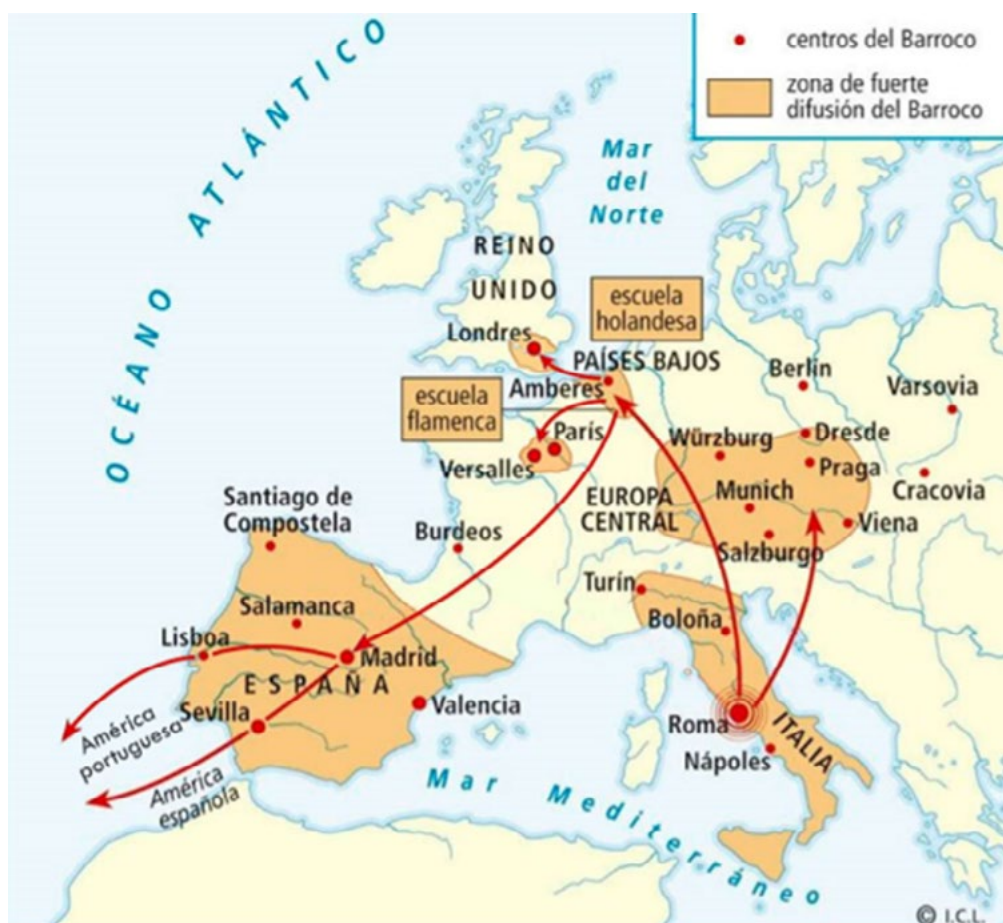 centros del Barroco
zona de fuerte
difusión del Barroco
OCÉANO ATLÁNTICO
Mar
del
Norte
REINO
UNIDO
escuela
holandesa
Londres
PAÍSES BAJOS
Amberes
escuela
flamenca
Berlín
Varsovia
París
Versalles
Würzburg
Dresde
Praga
Cracovia
EUROPA
CENTRAL
Munich
Viena
Salzburgo
Santiago de
Compostela
Burdeos
Turín
Boloña
Salamanca
Lisboa
Madrid
ESPAÑA
Sevilla
Valencia
Roma
ITALIA
Nápoles
América
portuguesa
América
española
Mar Mediterráneo
© I.C.L.